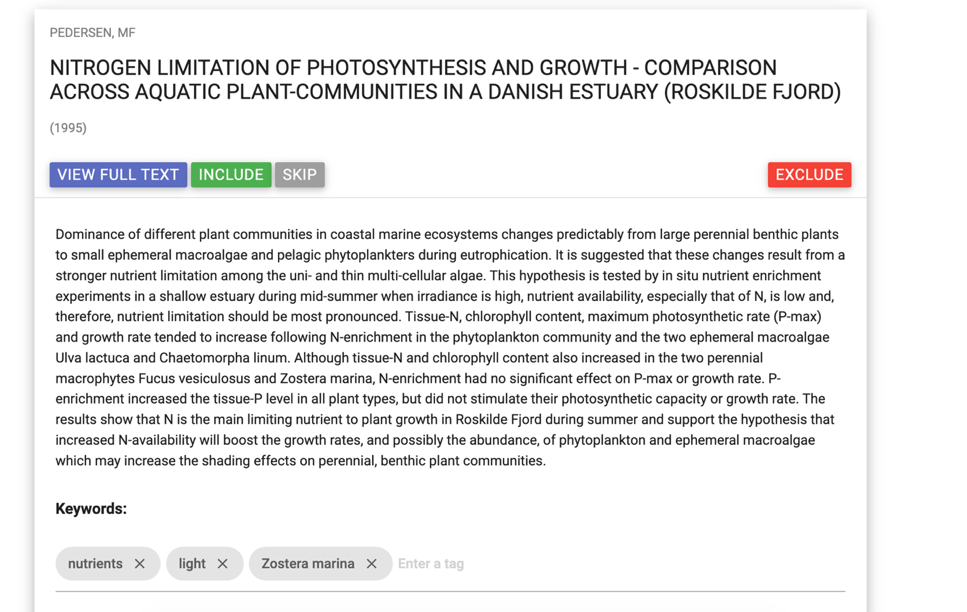 PEDERSEN, MF
NITROGEN LIMITATION OF PHOTOSYNTHESIS AND GROWTH - COMPARISON
ACROSS AQUATIC PLANT-COMMUNITIES IN A DANISH ESTUARY (ROSKILDE FJORD)
(1995)
VIEW FULL TEXT INCLUDE SKIP EXCLUDE
Dominance of different plant communities in coastal marine ecosystems changes predictably from large perennial benthic plants
to small ephemeral macroalgae and pelagic phytoplankters during eutrophication. It is suggested that these changes result from a
stronger nutrient limitation among the uni- and thin multi-cellular algae. This hypothesis is tested by in situ nutrient enrichment
experiments in a shallow estuary during mid-summer when irradiance is high, nutrient availability, especially that of N, is low and,
therefore, nutrient limitation should be most pronounced. Tissue-N, chlorophyll content, maximum photosynthetic rate (P-max)
and growth rate tended to increase following N-enrichment in the phytoplankton community and the two ephemeral macroalgae
Ulva lactuca and Chaetomorpha linum. Although tissue-N and chlorophyll content also increased in the two perennial
macrophytes Fucus vesiculosus and Zostera marina, N-enrichment had no significant effect on P-max or growth rate. P-
enrichment increased the tissue-P level in all plant types, but did not stimulate their photosynthetic capacity or growth rate. The
results show that N is the main limiting nutrient to plant growth in Roskilde Fjord during summer and support the hypothesis that
increased N-availability will boost the growth rates, and possibly the abundance, of phytoplankton and ephemeral macroalgae
which may increase the shading effects on perennial, benthic plant communities.
Keywords:
nutrients light Zostera marina Enter a tag